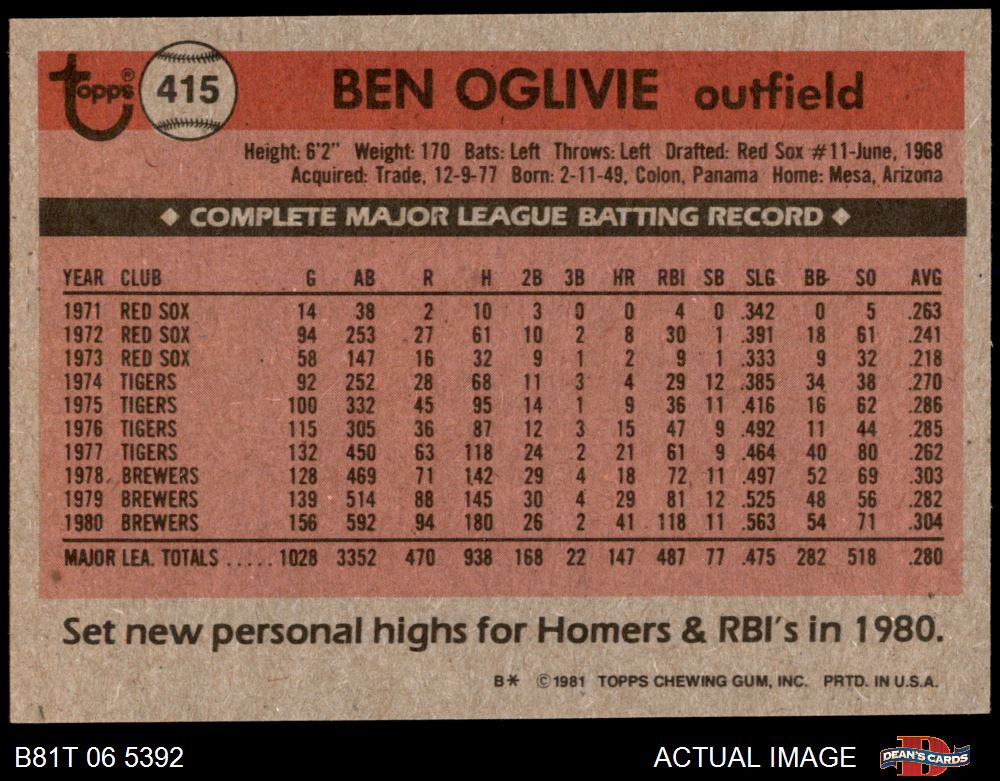 topps® 415 BEN OGLIVIE outfield
Height: 6'2" Weight: 170 Bats: Left Throws: Left Drafted: Red Sox #11-June, 1968
Acquired: Trade, 12-9-77 Born: 2-11-49, Colon, Panama Home: Mesa, Arizona
◆ COMPLETE MAJOR LEAGUE BATTING RECORD ◆
YEAR CLUB G AB R H 2B 3B HR RBI SB SLG BB SO AVG
1971 RED SOX 14 38 2 10 3 0 0 4 0 .342 0 5 .263
1972 RED SOX 94 253 27 61 10 2 8 30 1 .391 18 61 .241
1973 RED SOX 58 147 16 32 9 1 2 9 1 .333 9 32 .218
1974 TIGERS 92 252 28 68 11 3 4 29 12 .385 34 38 .270
1975 TIGERS 100 332 45 95 14 1 9 36 11 .416 16 62 .286
1976 TIGERS 115 305 36 87 12 3 15 47 9 .492 11 44 .285
1977 TIGERS 132 450 63 118 24 2 21 61 9 .464 40 80 .262
1978 BREWERS 128 469 71 142 29 4 18 72 11 .497 52 69 .303
1979 BREWERS 139 514 88 145 30 4 29 81 12 .525 48 56 .282
1980 BREWERS 156 592 94 180 26 2 41 118 11 .563 54 71 .304
MAJOR LEA. TOTALS ..... 1028 3352 470 938 168 22 147 487 77 .475 282 518 .280
Set new personal highs for Homers & RBI's in 1980.
B* ©1981 TOPPS CHEWING GUM, INC. PRTD. IN U.S.A.
B81T 06 5392 ACTUAL IMAGE DEAN'S CARDS